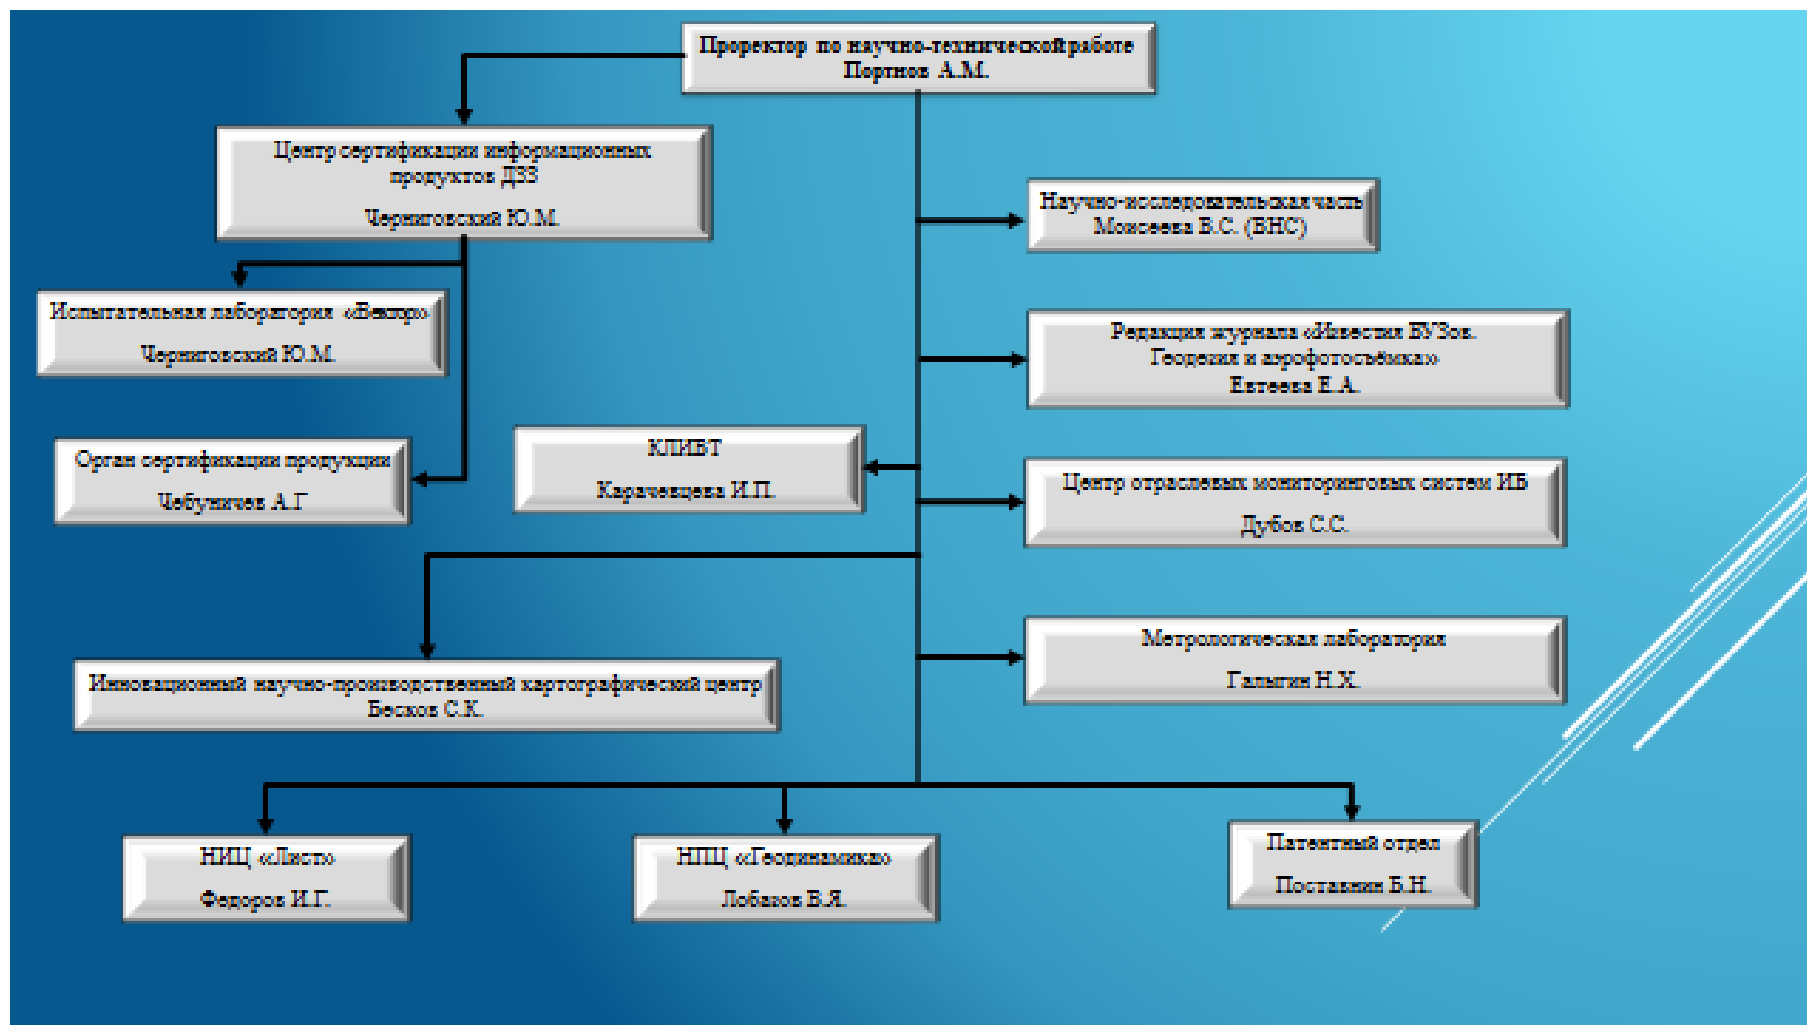 Проректор по научно-технической работе
Портнов А.М.
Центр сертификации информационных
продуктов ДЗЗ
Черниговский Ю.М.
Научно-исследовательская часть
Моисеева В.С. (ВНС)
Испытательная лаборатория «Вектор»
Черниговский Ю.М.
Редакция журнала «Известия ВУЗов.
Геодезия и аэрофотосъёмка»
Евтеева Е.А.
Орган сертификации продукции
Чебуничев А.Г
КЛИВТ
Карачевцева И.П.
Центр отраслевых мониторинговых систем ИБ
Дубов С.С.
Метрологическая лаборатория
Галыгин Н.Х.
Инновационный научно-производственный картографический центр
Бесков С.К.
НИЦ «Лист»
Федоров И.Г.
НПЦ «Геодинамика»
Лобазов В.Я.
Патентный отдел
Поставнин Б.Н.